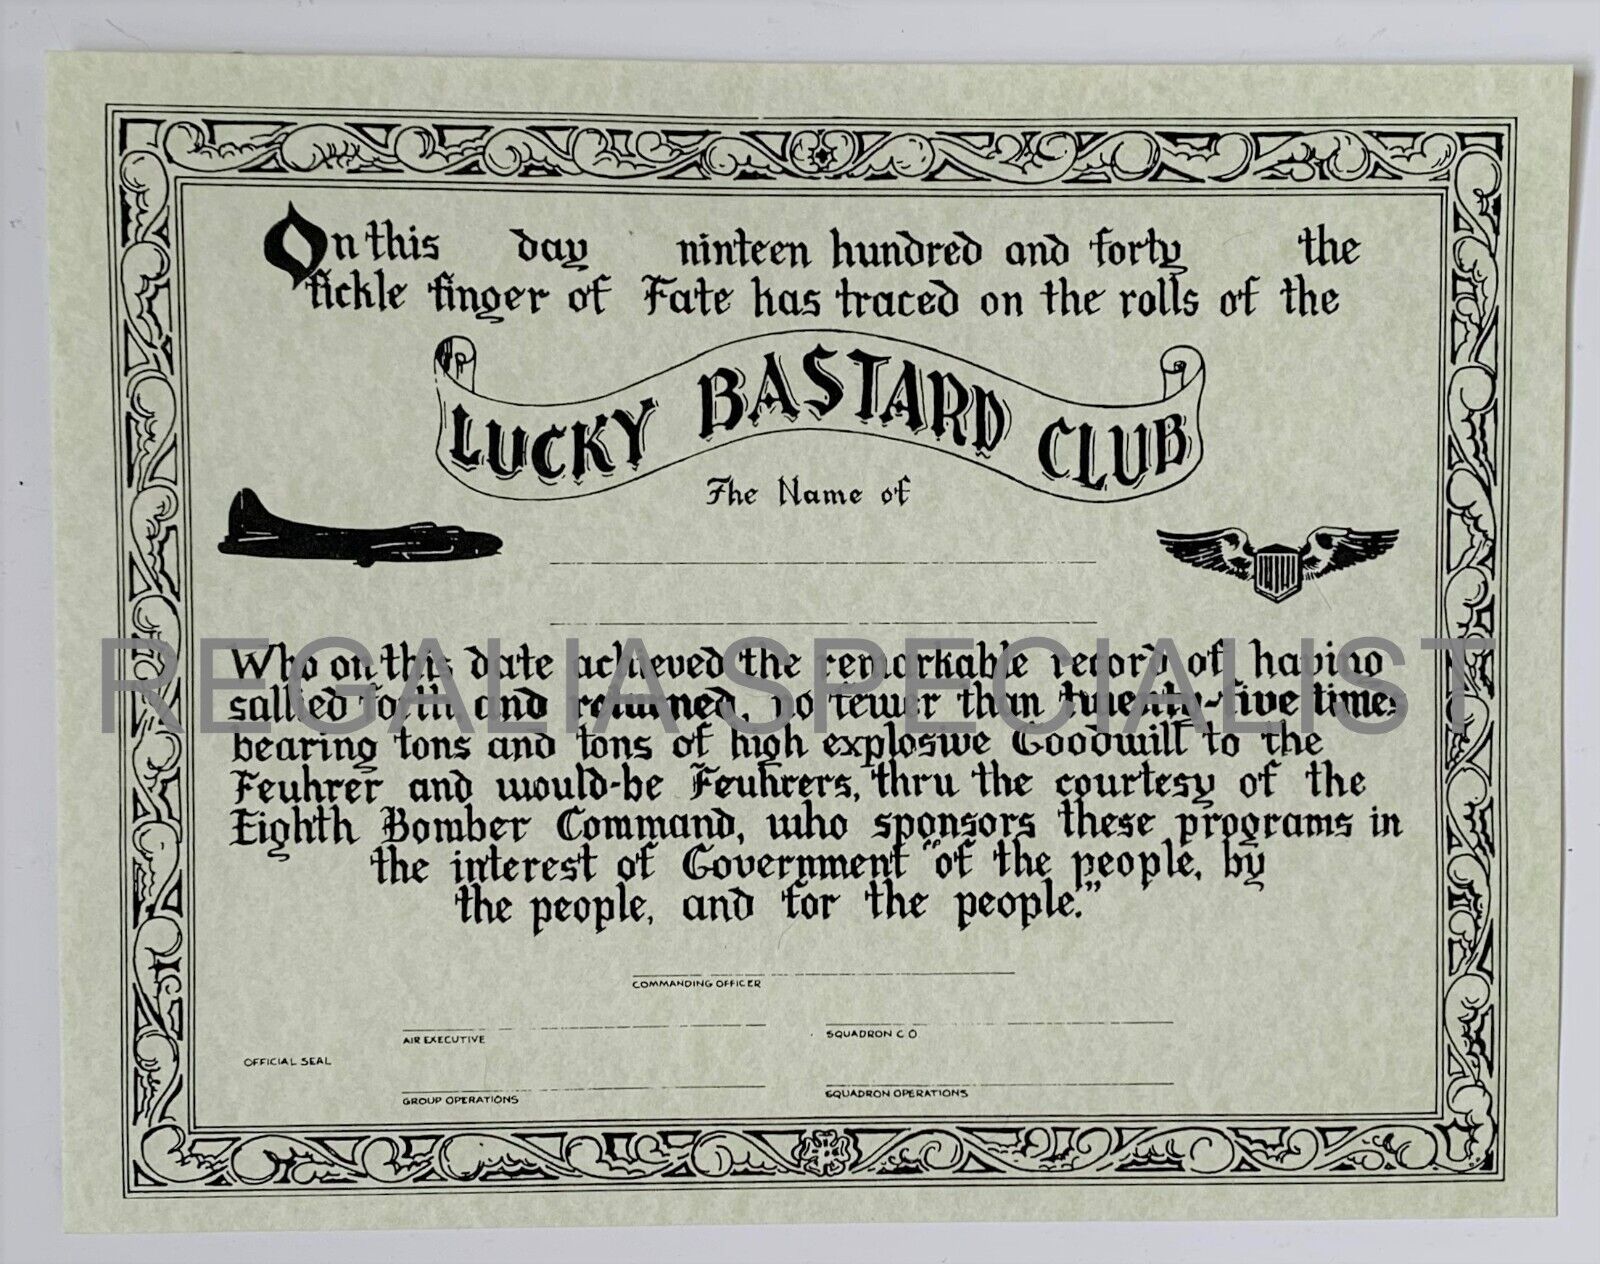 On this day nineteen hundred and forty the
fickle finger of Fate has traced on the rolls of the
LUCKY BASTARD CLUB
The Name of
REGALIA SPECIALIST
Who on this date achieved the remarkable record of having
sallied forth and returned, no fewer than twenty-five times
bearing tons and tons of high explosive Goodwill to the
Feuhrer and would-be Feuhrers, thru the courtesy of the
Eighth Bomber Command, who sponsors these programs in
the interest of Government "of the people, by
the people, and for the people."
COMMANDING OFFICER
AIR EXECUTIVE
SQUADRON C O
OFFICIAL SEAL
GROUP OPERATIONS
SQUADRON OPERATIONS